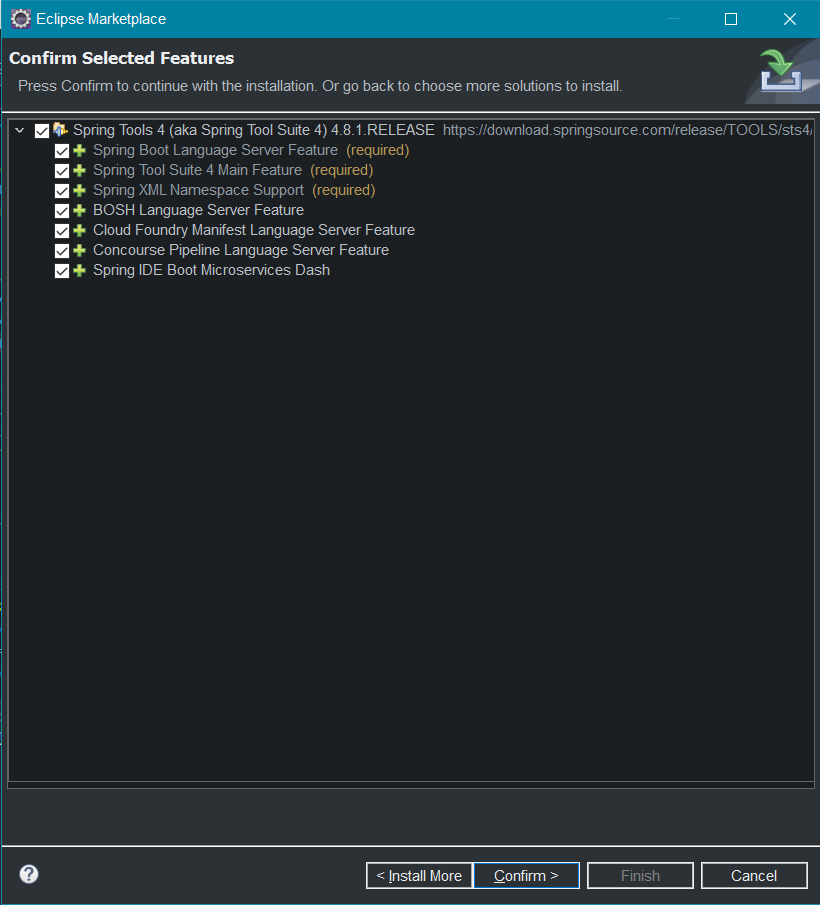 Eclipse Marketplace
Confirm Selected Features
Press Confirm to continue with the installation. Or go back to choose more solutions to install.
Spring Tools 4 (aka Spring Tool Suite 4) 4.8.1.RELEASE https://download.springsource.com/release/TOOLS/sts4/
Spring Boot Language Server Feature (required)
Spring Tool Suite 4 Main Feature (required)
Spring XML Namespace Support (required)
BOSH Language Server Feature
Cloud Foundry Manifest Language Server Feature
Concourse Pipeline Language Server Feature
Spring IDE Boot Microservices Dash
? < Install More Confirm > Finish Cancel